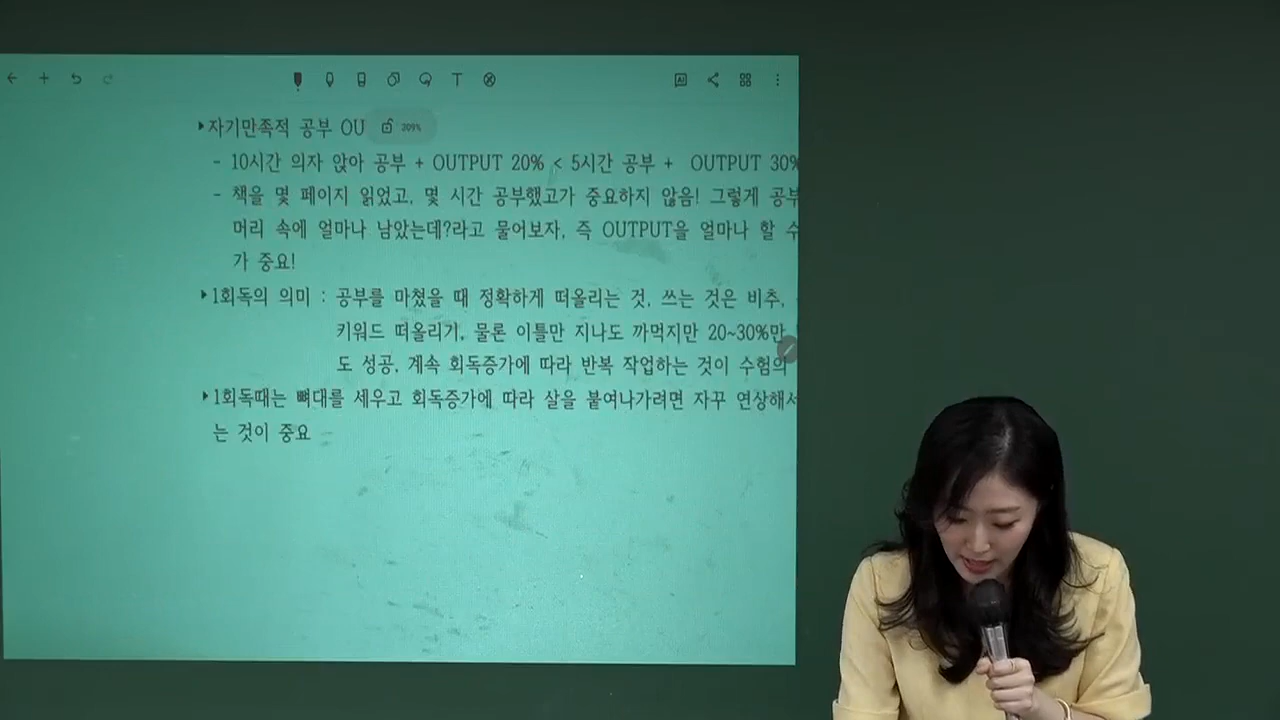 ▸자기만족적 공부 OU
309%
- 10시간 의자 앉아 공부 + OUTPUT 20% < 5시간 공부 + OUTPUT 30%
- 책을 몇 페이지 읽었고, 몇 시간 공부했고가 중요하지 않음! 그렇게 공부
머리 속에 얼마나 남았는데?라고 물어보자, 즉 OUTPUT을 얼마나 할 수
가 중요!
▸1회독의 의미 : 공부를 마쳤을 때 정확하게 떠올리는 것, 쓰는 것은 비추,
키워드 떠올리기, 물론 이틀만 지나도 까먹지만 20~30%만
도 성공, 계속 회독증가에 따라 반복 작업하는 것이 수험의
▸1회독때는 뼈대를 세우고 회독증가에 따라 살을 붙여나가려면 자꾸 연상해서
는 것이 중요